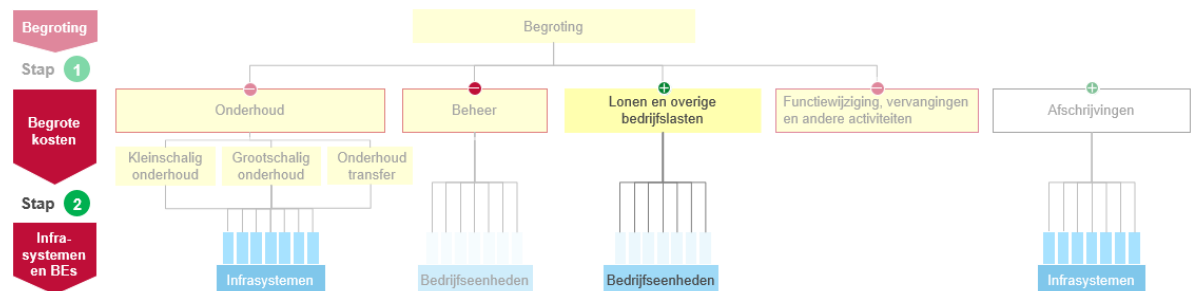 Begroting
Begroting
Stap 1
Begrote
kosten
Onderhoud
Beheer
Lonen en overige
bedrijfslasten
Functiewijziging, vervangingen
en andere activiteiten
Afschrijvingen
Kleinschalig
onderhoud
Grootschalig
onderhoud
Onderhoud
transfer
Stap 2
Infra-
systemen
en BEs
Infrasystemen
Bedrijfseenheden
Bedrijfseenheden
Infrasystemen